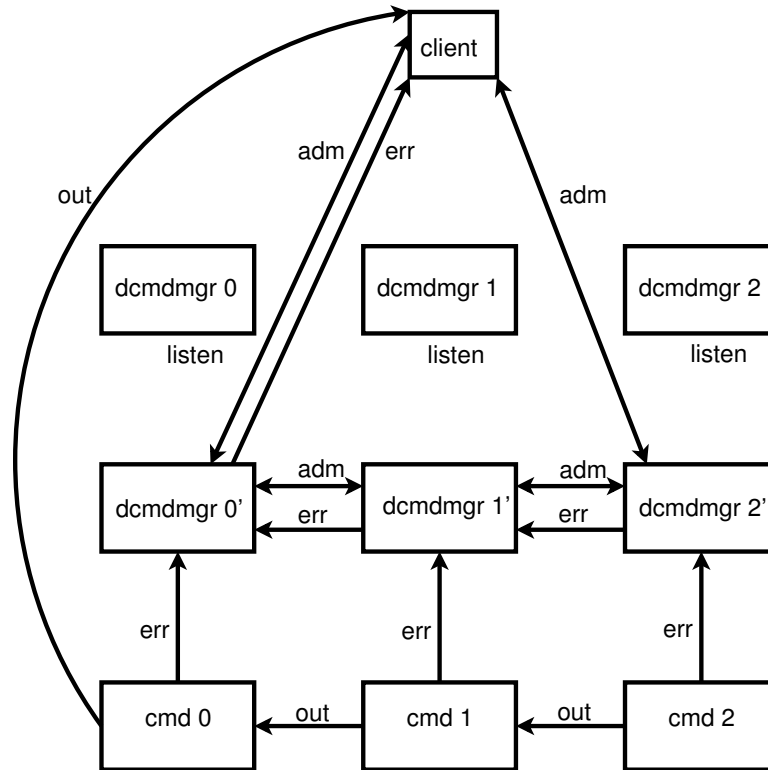 client
adm
err
out
adm
dcmdmgr 0
dcmdmgr 1
dcmdmgr 2
listen
listen
listen
adm
adm
dcmdmgr 0'
dcmdmgr 1'
dcmdmgr 2'
err
err
err
err
err
cmd 0
out
cmd 1
out
cmd 2